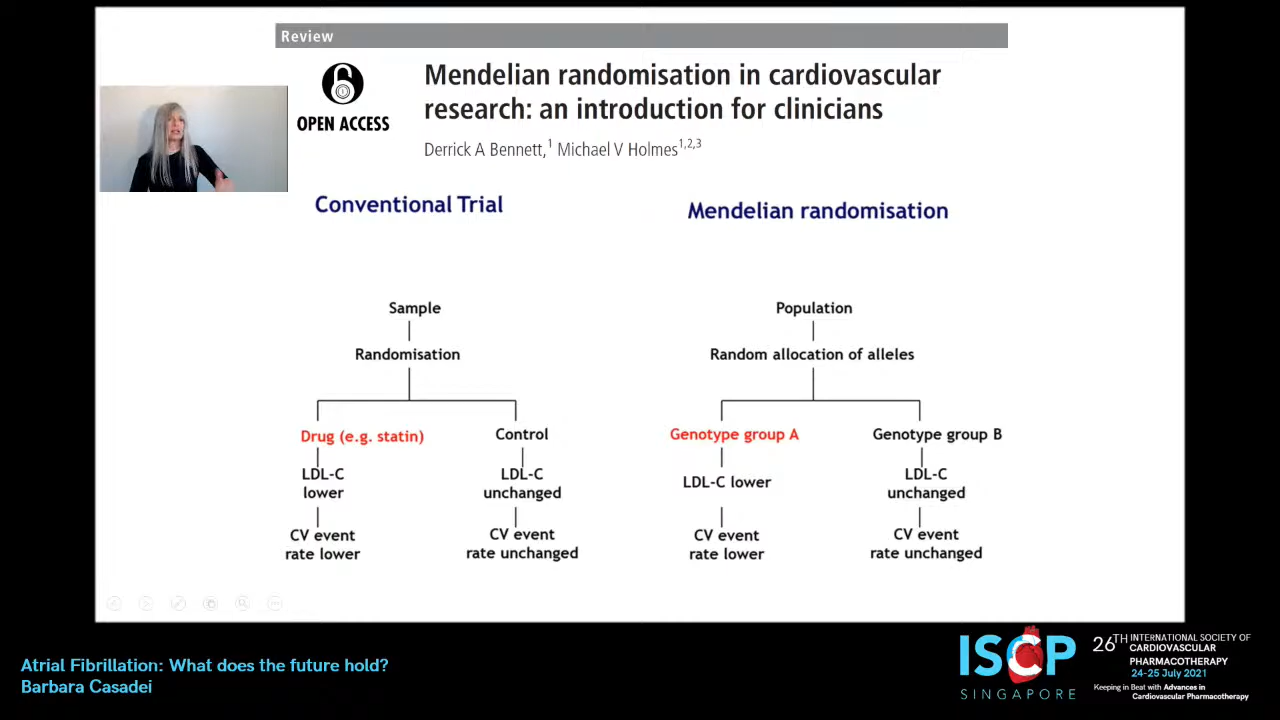 Review
OPEN ACCESS
Mendelian randomisation in cardiovascular
research: an introduction for clinicians
Derrick A Bennett,1 Michael V Holmes1,2,3
Conventional Trial
Sample
Randomisation
Drug (e.g. statin)
Control
LDL-C
lower
LDL-C
unchanged
CV event
rate lower
CV event
rate unchanged
Mendelian randomisation
Population
Random allocation of alleles
Genotype group A
Genotype group B
LDL-C lower
LDL-C
unchanged
CV event
rate lower
CV event
rate unchanged
Atrial Fibrillation: What does the future hold?
Barbara Casadei
ISCP
SINGAPORE
26TH INTERNATIONAL SOCIETY OF
CARDIOVASCULAR
PHARMACOTHERAPY
24-25 July 2021
Keeping in Beat with Advances in
Cardiovascular Pharmacotherapy